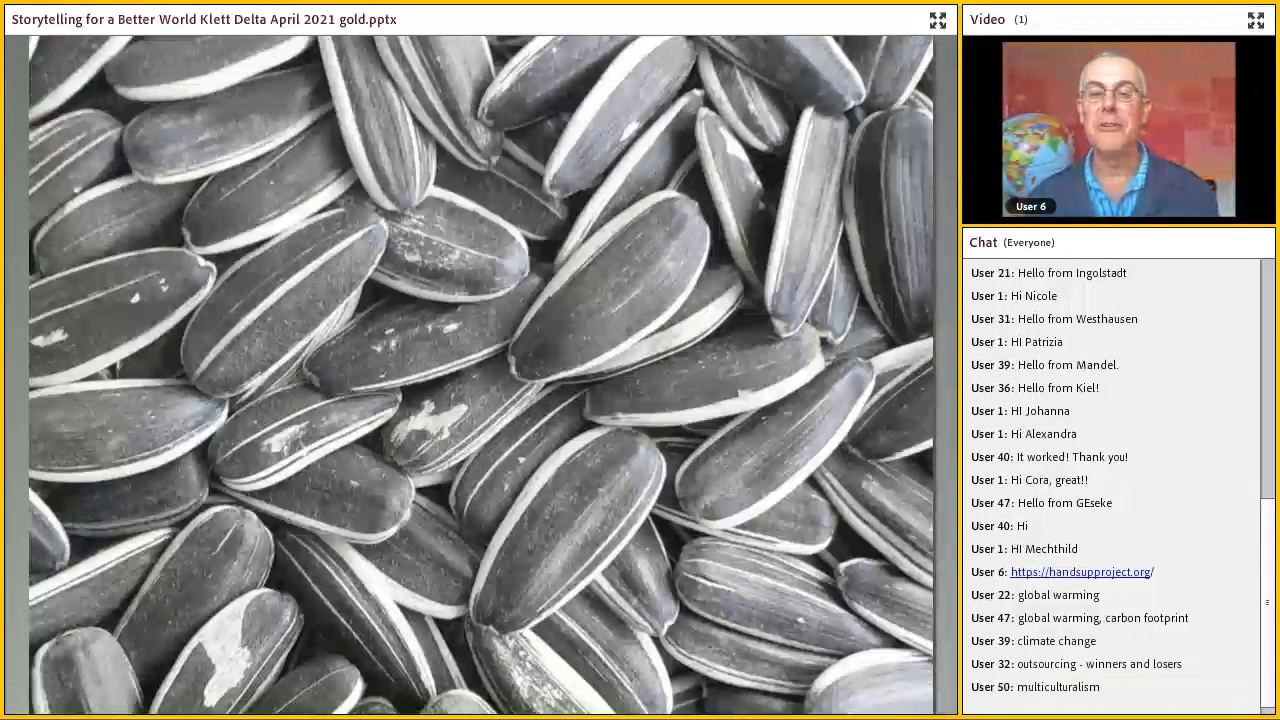 Storytelling for a Better World Klett Delta April 2021 gold.pptx
Video (1)
User 6
Chat (Everyone)
User 21: Hello from Ingolstadt
User 1: Hi Nicole
User 31: Hello from Westhausen
User 1: HI Patrizia
User 39: Hello from Mandel.
User 36: Hello from Kiel!
User 1: HI Johanna
User 1: Hi Alexandra
User 40: It worked! Thank you!
User 1: Hi Cora, great!!
User 47: Hello from GEseke
User 40: Hi
User 1: HI Mechthild
User 6: https://handsupproject.org/
User 22: global warming
User 47: global warming, carbon footprint
User 39: climate change
User 32: outsourcing - winners and losers
User 50: multiculturalism